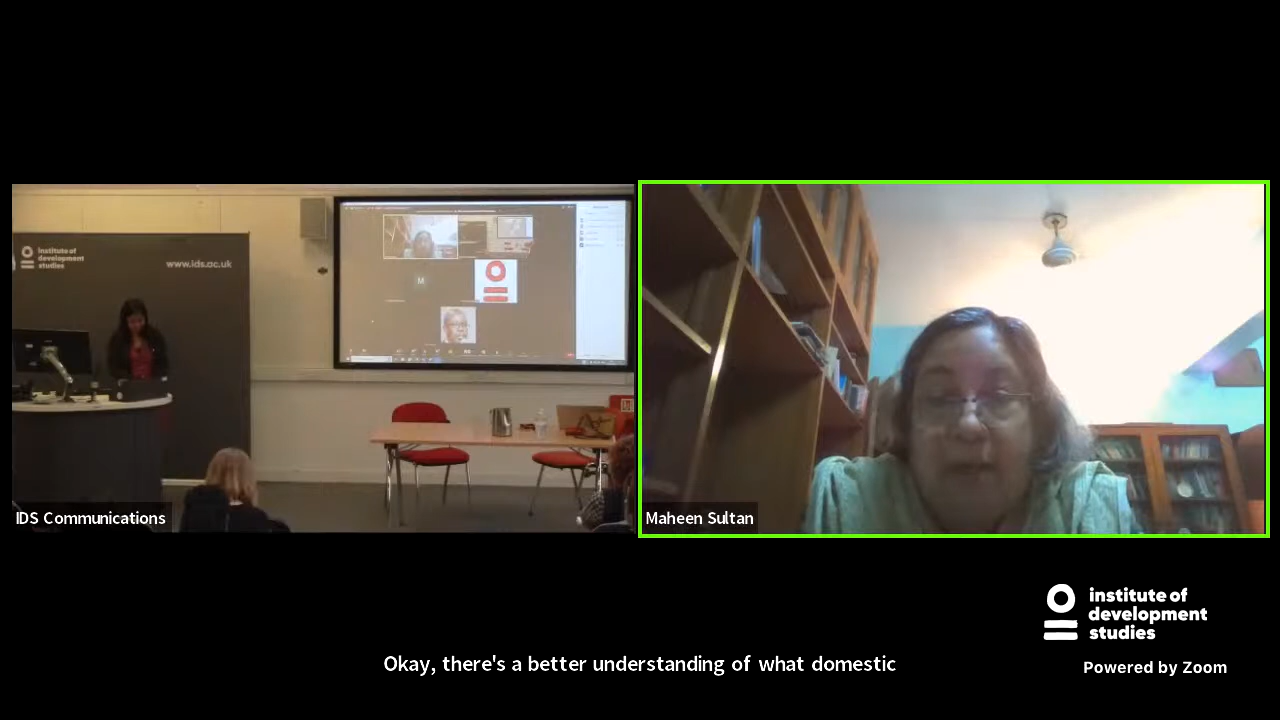 institute of
development
studies
www.ids.ac.uk
M
IDS Communications
Maheen Sultan
institute of
development
studies
Powered by Zoom
Okay, there's a better understanding of what domestic